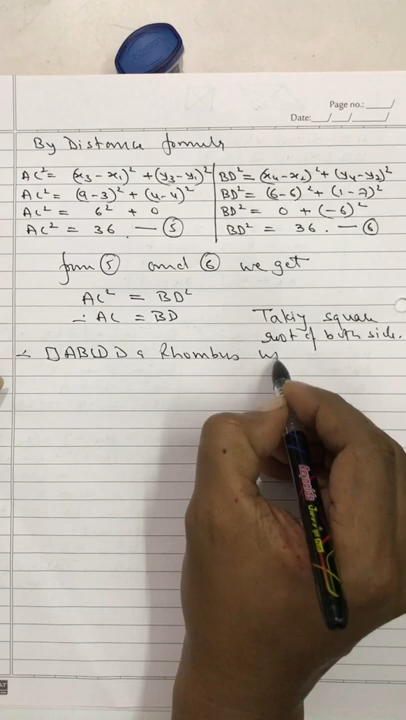 Page no.:
Date:
By Distance formula
AC² = (x₃ - x₁)² + (y₃ - y₁)²
AC² = (9 - 3)² + (4 - 4)²
AC² = 6² + 0
AC² = 36 . — ⑤
BD² = (x₄ - x₂)² + (y₄ - y₂)²
BD² = (6 - 6)² + (1 - 7)²
BD² = 0 + (-6)²
BD² = 36 . — ⑥
from ⑤ and ⑥ we get
AC² = BD²
∴ AC = BD
Taking square
root of both side.
∴ □ABCD Rhombus